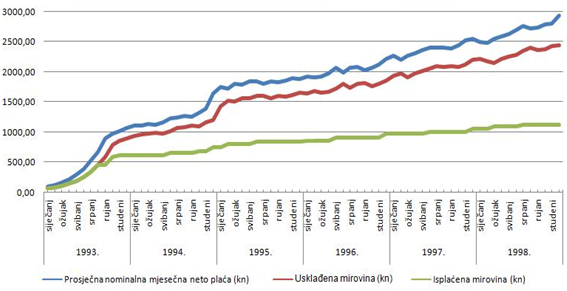 3000,00
2500,00
2000,00
1500,00
1000,00
500,00
0,00
siječanj ožujak svibanj srpanj rujan studeni siječanj ožujak svibanj srpanj rujan studeni siječanj ožujak svibanj srpanj rujan studeni siječanj ožujak svibanj srpanj rujan studeni siječanj ožujak svibanj srpanj rujan studeni siječanj ožujak svibanj srpanj rujan studeni
1993. 1994. 1995. 1996. 1997. 1998.
Prosječna nominalna mjesečna neto plaća (kn) Usklađena mirovina (kn) Isplaćena mirovina (kn)